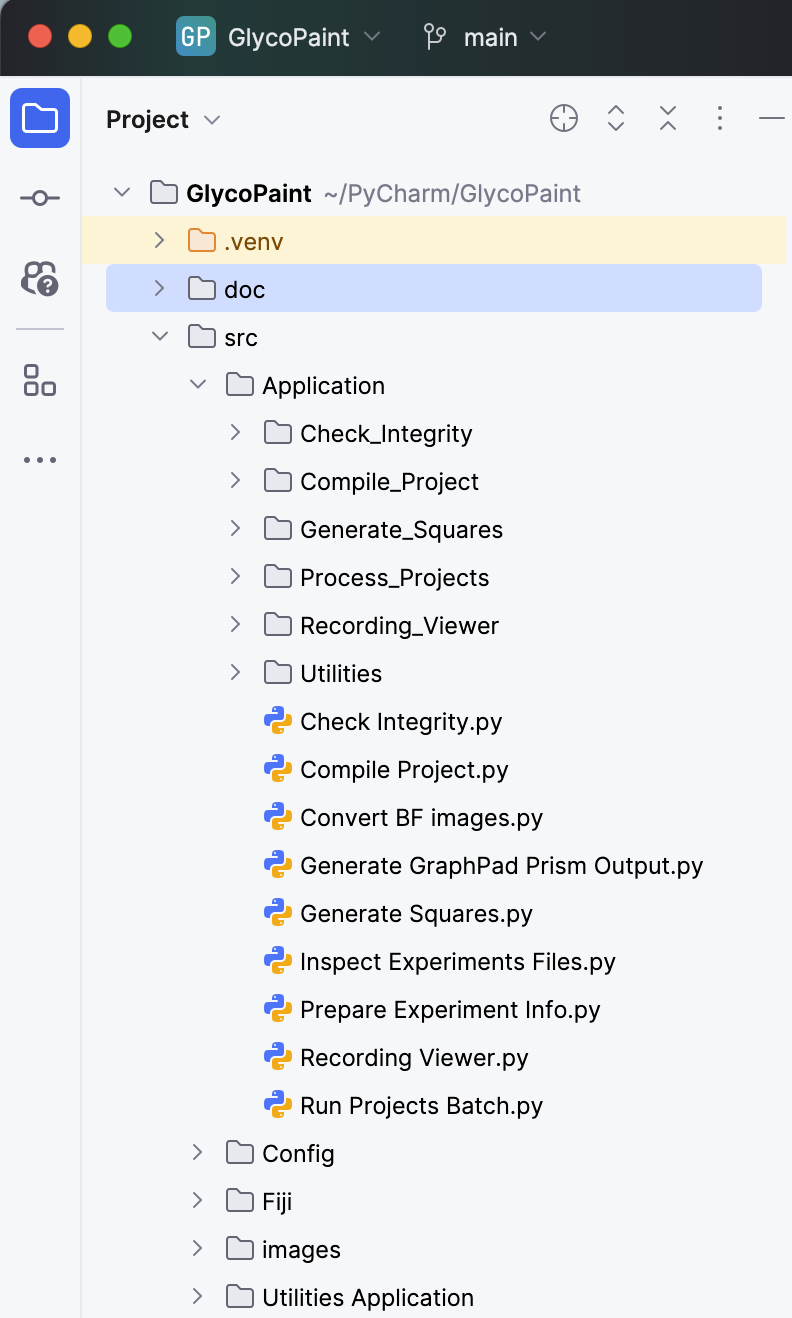 GP GlycoPaint main
Project
GlycoPaint ~/PyCharm/GlycoPaint
.venv
doc
src
Application
Check_Integrity
Compile_Project
Generate_Squares
Process_Projects
Recording_Viewer
Utilities
Check Integrity.py
Compile Project.py
Convert BF images.py
Generate GraphPad Prism Output.py
Generate Squares.py
Inspect Experiments Files.py
Prepare Experiment Info.py
Recording Viewer.py
Run Projects Batch.py
Config
Fiji
images
Utilities Application